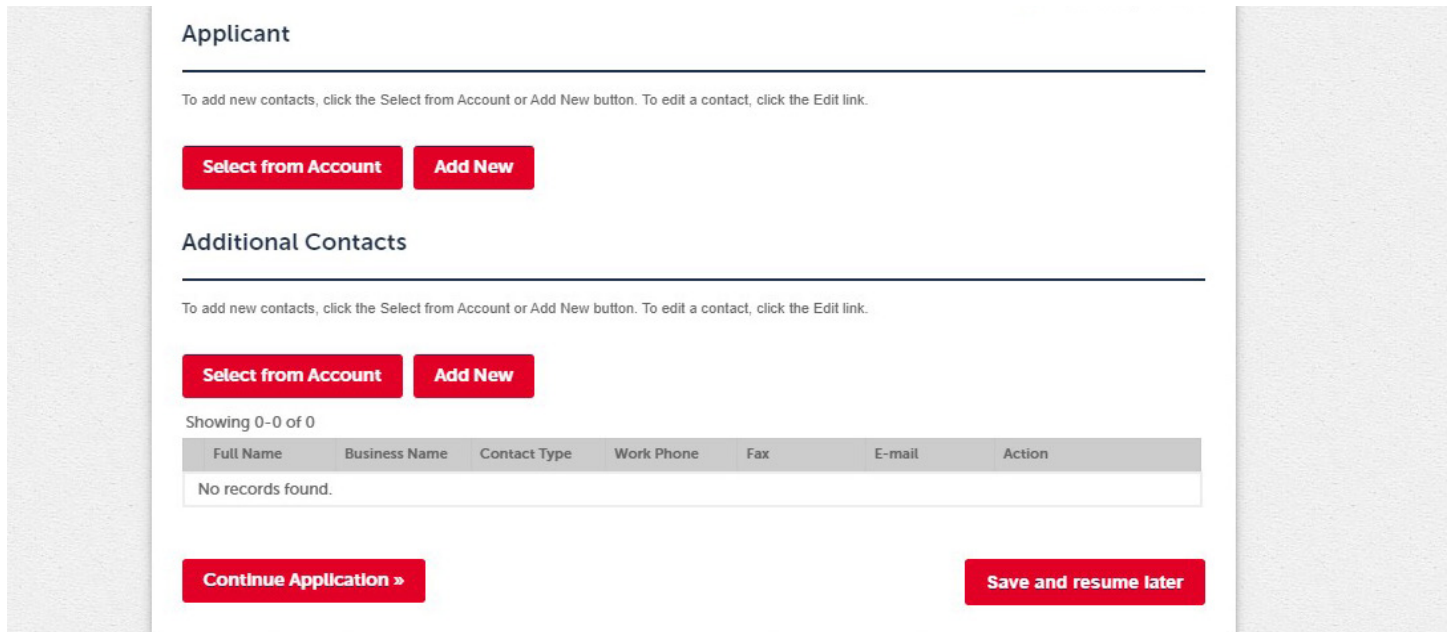 Applicant
To add new contacts, click the Select from Account or Add New button. To edit a contact, click the Edit link.
Select from Account Add New
Additional Contacts
To add new contacts, click the Select from Account or Add New button. To edit a contact, click the Edit link.
Select from Account Add New
Showing 0-0 of 0
Full Name Business Name Contact Type Work Phone Fax E-mail Action
No records found.
Continue Application » Save and resume later